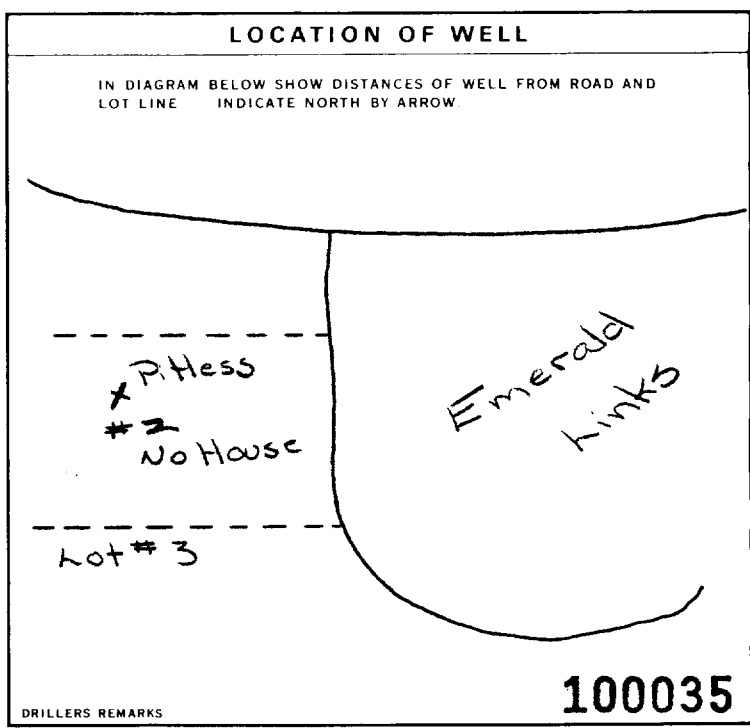 LOCATION OF WELL
IN DIAGRAM BELOW SHOW DISTANCES OF WELL FROM ROAD AND
LOT LINE INDICATE NORTH BY ARROW.
Pitless
X
#2
No House
Emerald
Links
Lot #3
100035
DRILLERS REMARKS